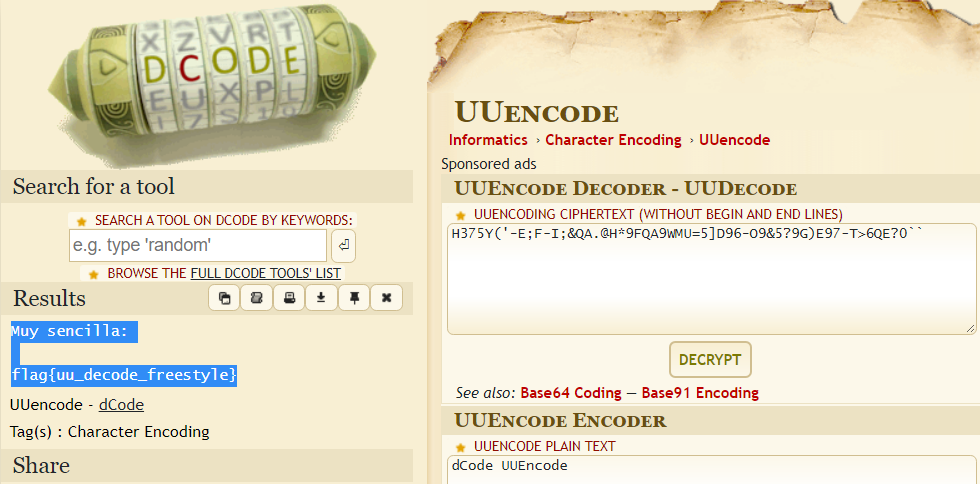 X Z V R T
D C O D E
E U X P L
I 7 S 1 0
Search for a tool
SEARCH A TOOL ON DCODE BY KEYWORDS:
e.g. type 'random'
BROWSE THE FULL DCODE TOOLS' LIST
Results
Muy sencilla:
flag{uu_decode_freestyle}
UUencode - dCode
Tag(s) : Character Encoding
Share
UUENCODE
Informatics › Character Encoding › UUencode
Sponsored ads
UUENCODE DECODER - UUDECODE
UUENCODING CIPHERTEXT (WITHOUT BEGIN AND END LINES)
H375Y('-E;F-I;&QA.@H*9FQA9WMU=5]D96-O9&5?9G)E97-T>6QE?0``
DECRYPT
See also: Base64 Coding — Base91 Encoding
UUENCODE ENCODER
UUENCODE PLAIN TEXT
dCode UUEncode